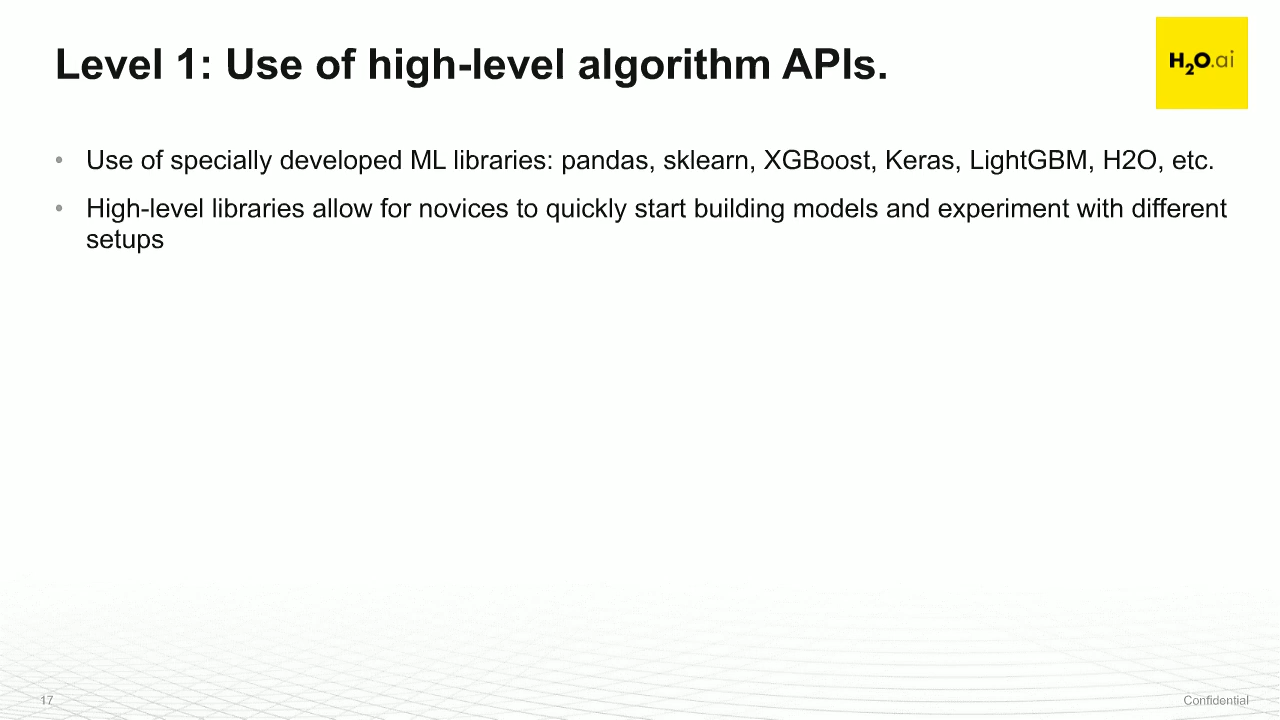 Level 1: Use of high-level algorithm APIs.
H2O.ai
• Use of specially developed ML libraries: pandas, sklearn, XGBoost, Keras, LightGBM, H2O, etc.
• High-level libraries allow for novices to quickly start building models and experiment with different
setups
17
Confidential